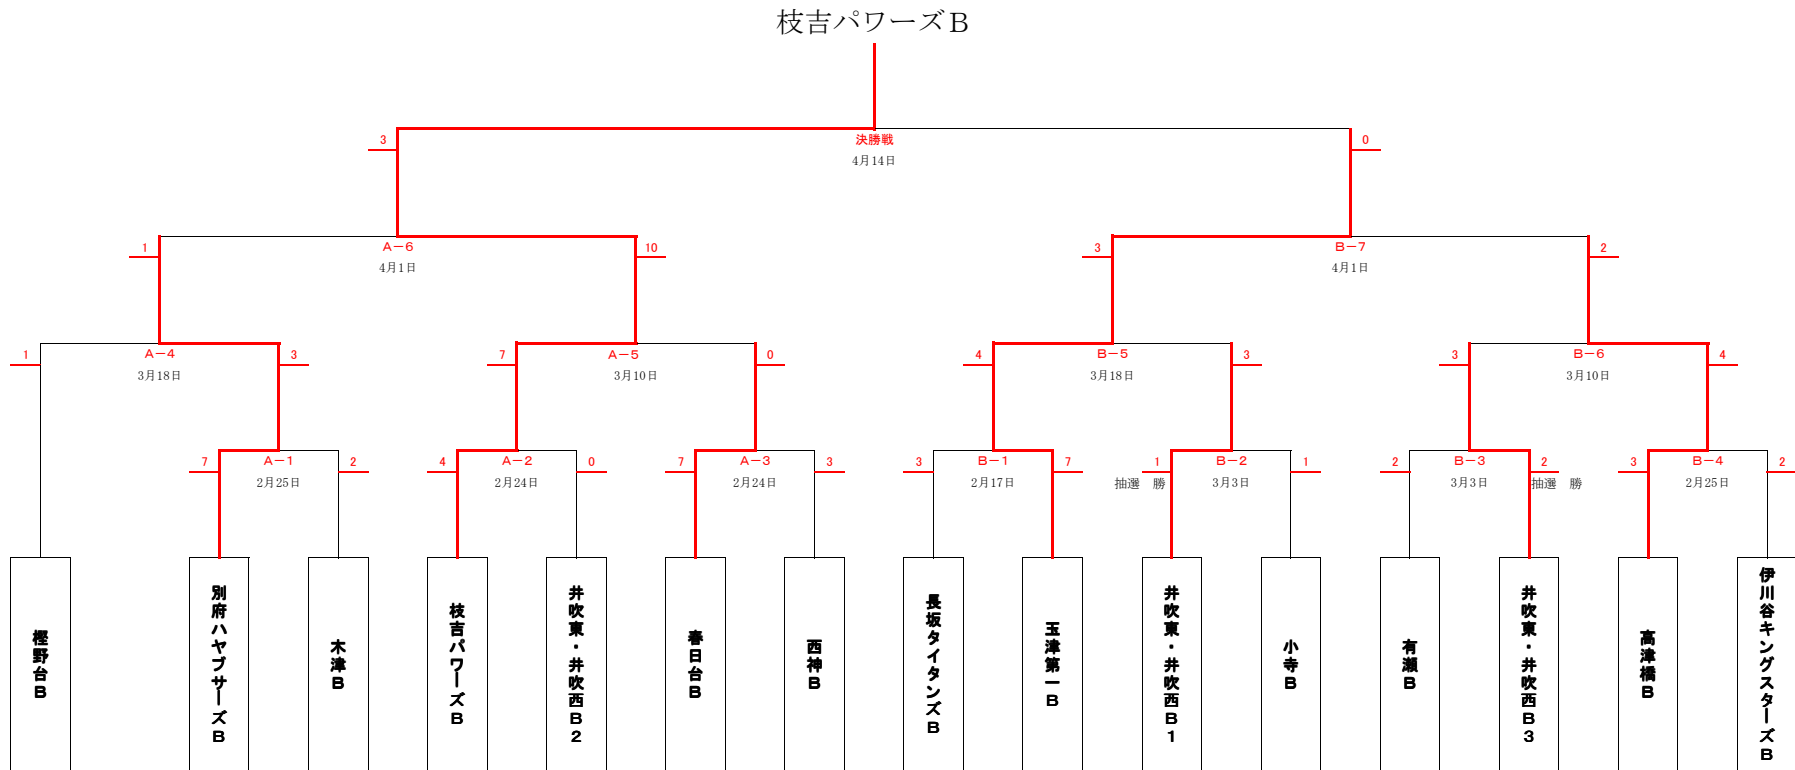 枝吉パワーズＢ
3
決勝戦
0
4月14日
1
Ａ－６
10
3
Ｂ－７
2
4月1日
4月1日
1
Ａ－４
3
7
Ａ－５
0
4
Ｂ－５
3
3
Ｂ－６
4
3月18日
3月10日
3月18日
3月10日
7
Ａ－１
2
4
Ａ－２
0
7
Ａ－３
3
3
Ｂ－１
7
1
Ｂ－２
1
2
Ｂ－３
2
3
Ｂ－４
2
2月25日
2月24日
2月24日
2月17日
抽選　勝
3月3日
3月3日
抽選　勝
2月25日
樫野台Ｂ
別府ハヤブサーズＢ
木津Ｂ
枝吉パワーズＢ
井吹東・井吹西Ｂ２
春日台Ｂ
西神Ｂ
長坂タイタンズＢ
玉津第一Ｂ
井吹東・井吹西Ｂ１
小寺Ｂ
有瀬Ｂ
井吹東・井吹西Ｂ３
高津橋Ｂ
伊川谷キングスターズＢ